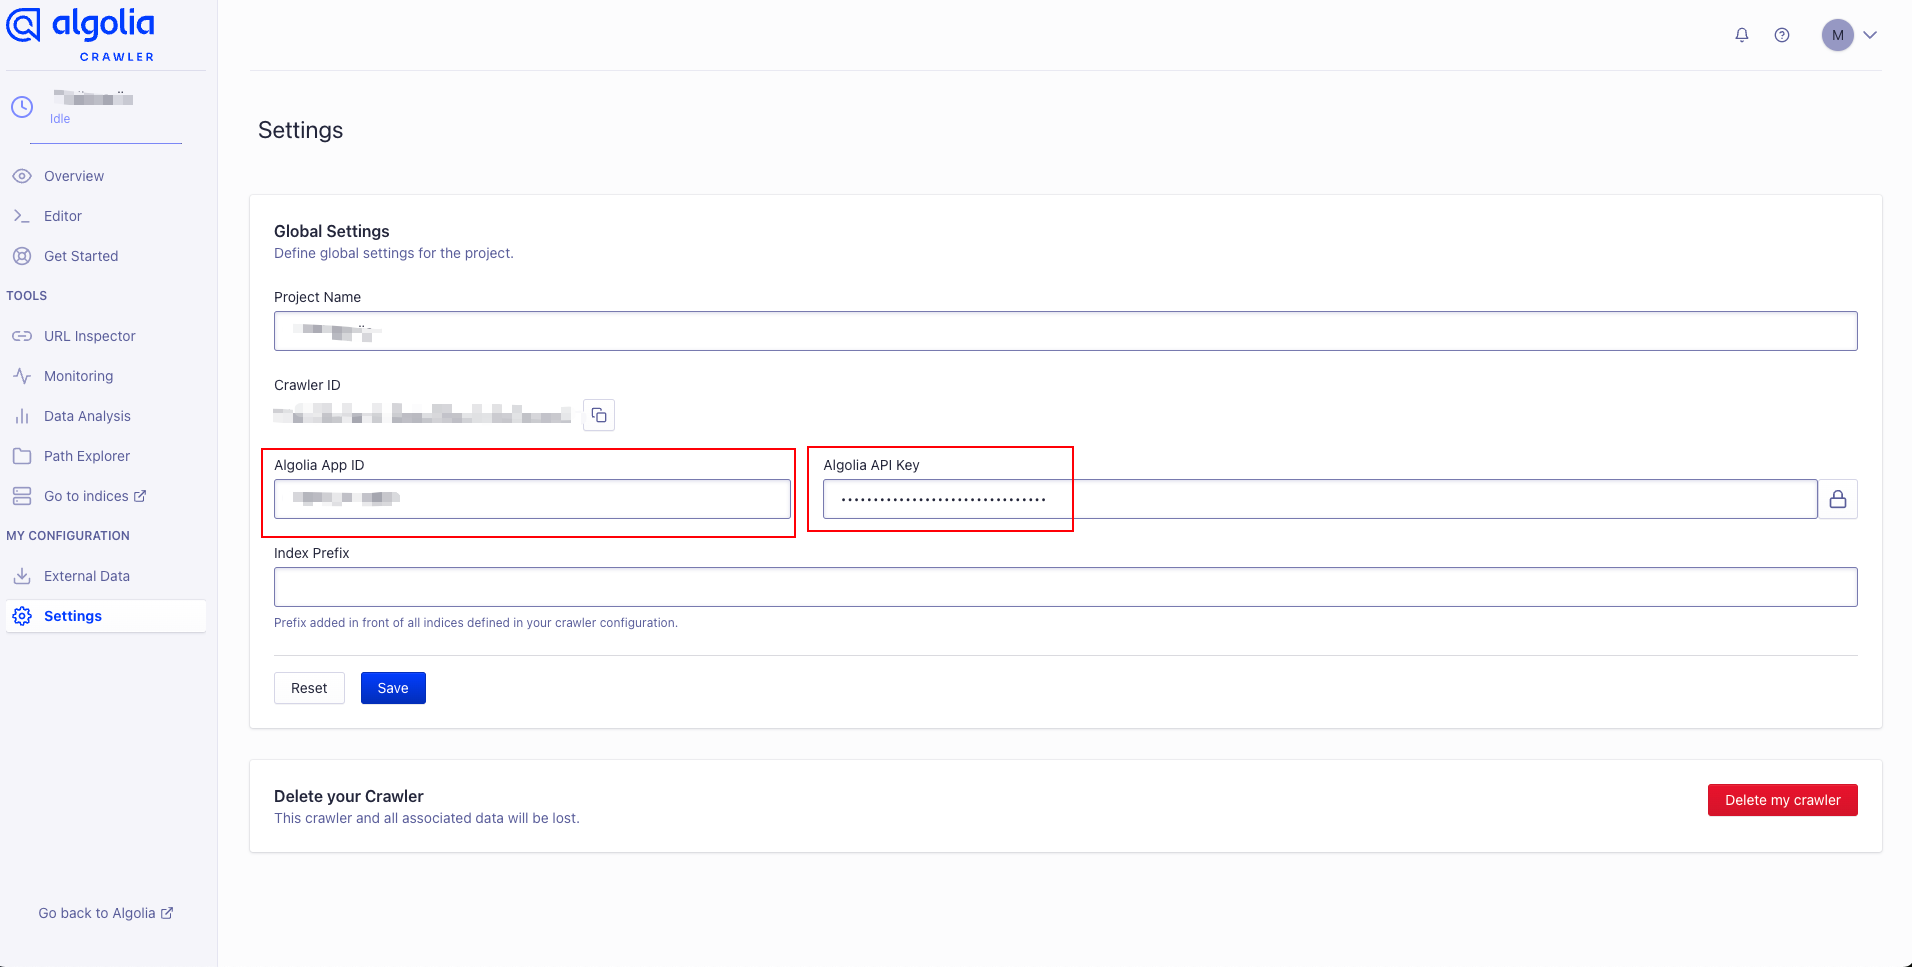 algolia
CRAWLER
Idle
Overview
Editor
Get Started
TOOLS
URL Inspector
Monitoring
Data Analysis
Path Explorer
Go to indices
MY CONFIGURATION
External Data
Settings
Go back to Algolia
M
Settings
Global Settings
Define global settings for the project.
Project Name
Crawler ID
Algolia App ID
Algolia API Key
••••••••••••••••••••••••••••••••
Index Prefix
Prefix added in front of all indices defined in your crawler configuration.
Reset
Save
Delete your Crawler
This crawler and all associated data will be lost.
Delete my crawler